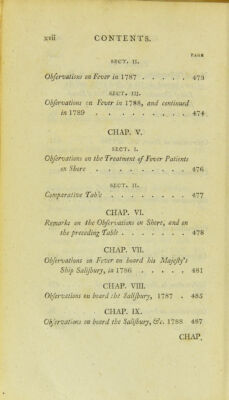 xvii CONTENTS.
PAGE
SECT. II.
Obſervations on Fever in 1787 . . . . . 473
SECT. III.
Obſervations on Fever in 1788, and continued
in 1789 . . . . . . . . . 474
CHAP. V.
SECT. I.
Obſervations on the Treatment of Fever Patients
on Shore . . . . . . . . . 476
SECT. II.
Comparative Table . . . . . . . 477
CHAP. VI.
Remarks on the Obſervations on Shore, and on
the preceding Table . . . . . . . 478
CHAP. VII.
Obſervations on Fever on board his Majeſty's
Ship Saliſbury, in 1786 . . . . . 481
CHAP. VIII.
Obſervations on board the Saliſbury, 1787 . 485
CHAP. IX.
Obſervations on board the Saliſbury, &c. 1788 487
CHAP.